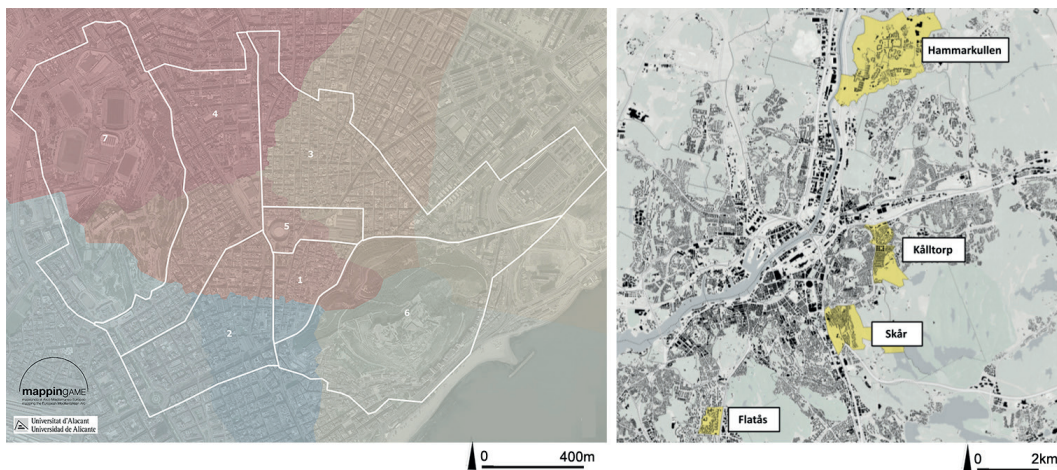 7
4
3
5
1
2
6
mappinGAME
Universitat d'Alacant
Universidad de Alicante
0 400m
Hammarkullen
Kålltorp
Skår
Flatås
0 2km